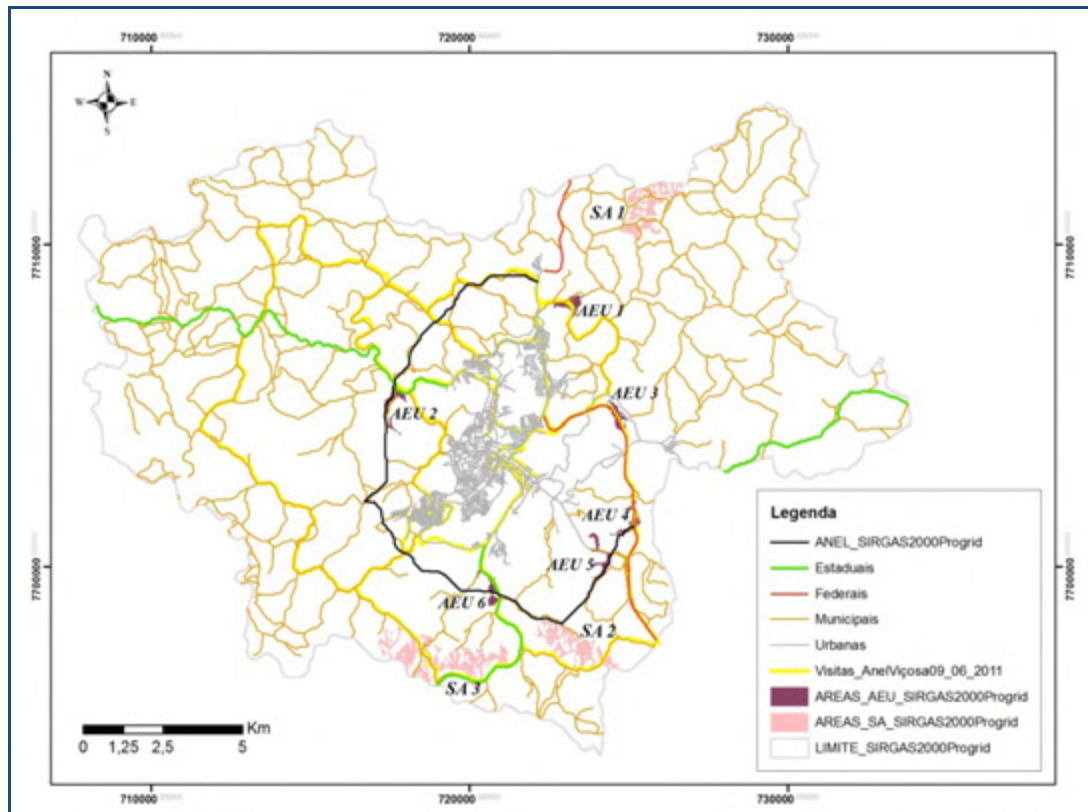 710000 720000 730000
N
W E
S
SA 1
7710000 7710000
AEU 1
AEU 3
AEU 2
AEU 4
AEU 5
7700000 7700000
AEU 6
SA 2
SA 3
Legenda
ANEL_SIRGAS2000Progrid
Estaduais
Federais
Municipais
Urbanas
Visitas_AnelViçosa09_06_2011
AREAS_AEU_SIRGAS2000Progrid
AREAS_SA_SIRGAS2000Progrid
LIMITE_SIRGAS2000Progrid
Km
0 1,25 2,5 5
710000 720000 730000